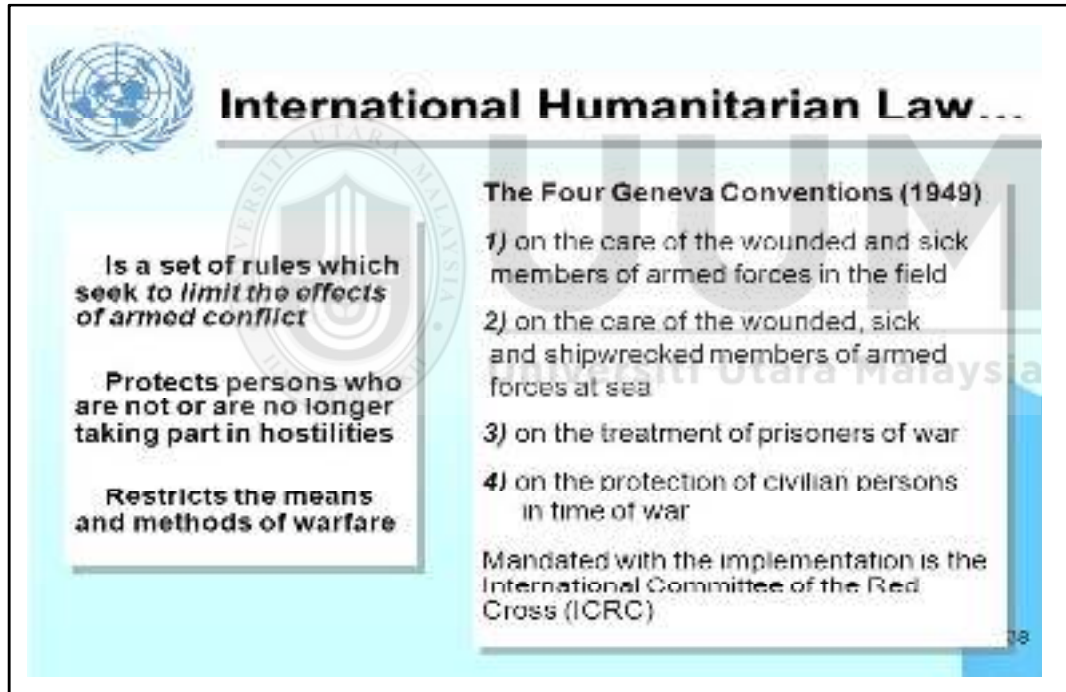 International Humanitarian Law...
Is a set of rules which
seek to limit the effects
of armed conflict
Protects persons who
are not or are no longer
taking part in hostilities
Restricts the means
and methods of warfare
The Four Geneva Conventions (1949)
1) on the care of the wounded and sick
members of armed forces in the field
2) on the care of the wounded, sick
and shipwrecked members of armed
forces at sea
3) on the treatment of prisoners of war
4) on the protection of civilian persons
in time of war
Mandated with the implementation is the
International Committee of the Red
Cross (ICRC)
UUM
Universiti Utara Malaysia
UTARA MALAYSIA